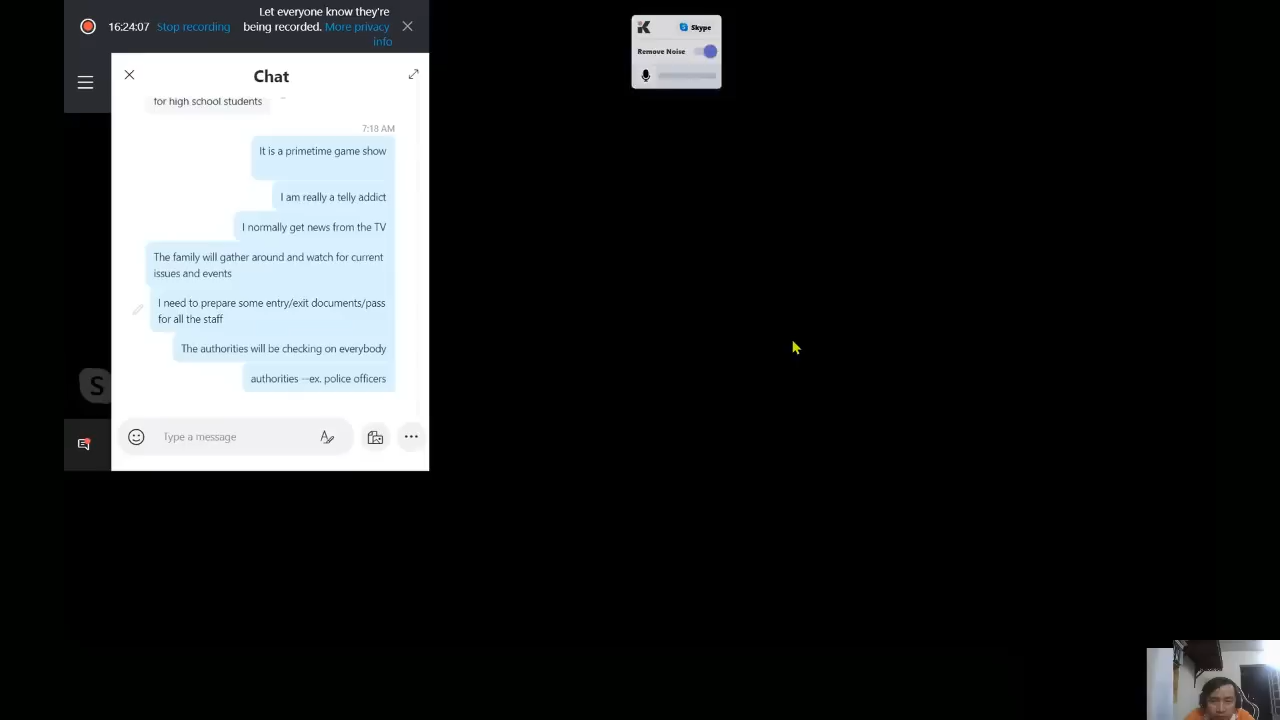 Let everyone know they're
16:24:07 Stop recording being recorded. More privacy
info
Skype
Remove Noise
Chat
for high school students
7:18 AM
It is a primetime game show
I am really a telly addict
I normally get news from the TV
The family will gather around and watch for current
issues and events
I need to prepare some entry/exit documents/pass
for all the staff
The authorities will be checking on everybody
authorities --ex. police officers
Type a message